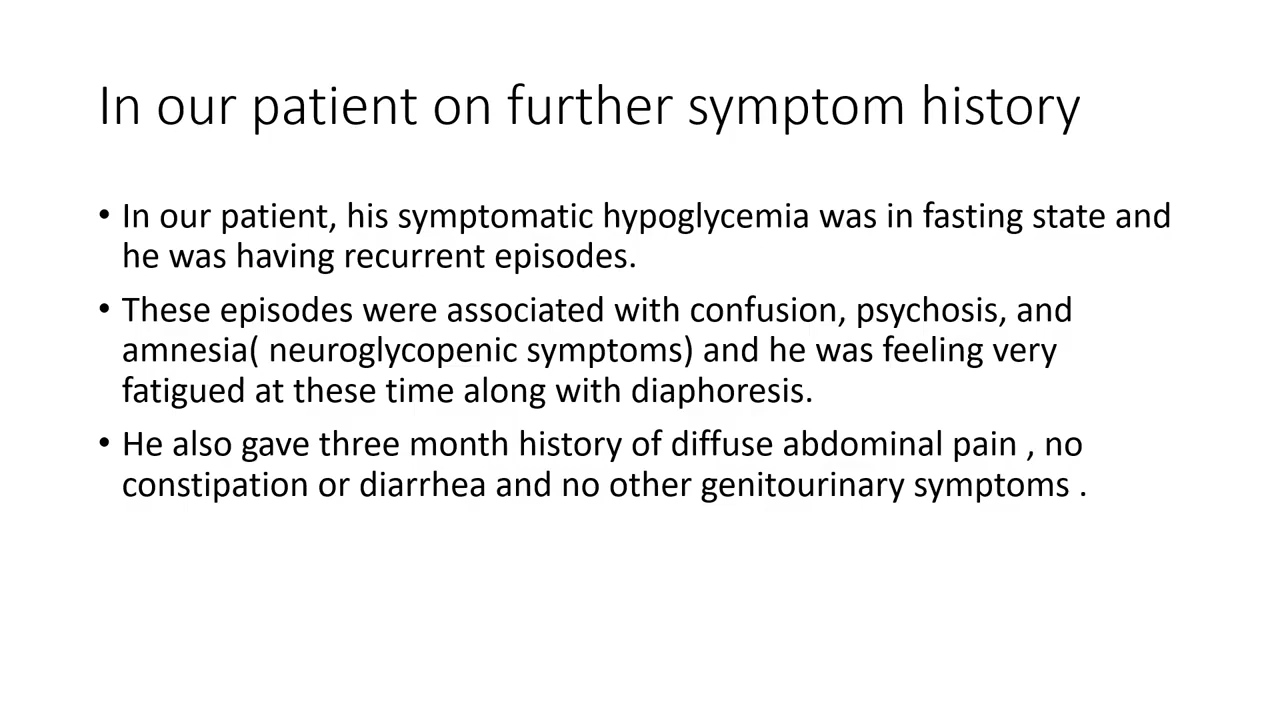 In our patient on further symptom history
• In our patient, his symptomatic hypoglycemia was in fasting state and
he was having recurrent episodes.
• These episodes were associated with confusion, psychosis, and
amnesia( neuroglycopenic symptoms) and he was feeling very
fatigued at these time along with diaphoresis.
• He also gave three month history of diffuse abdominal pain , no
constipation or diarrhea and no other genitourinary symptoms .